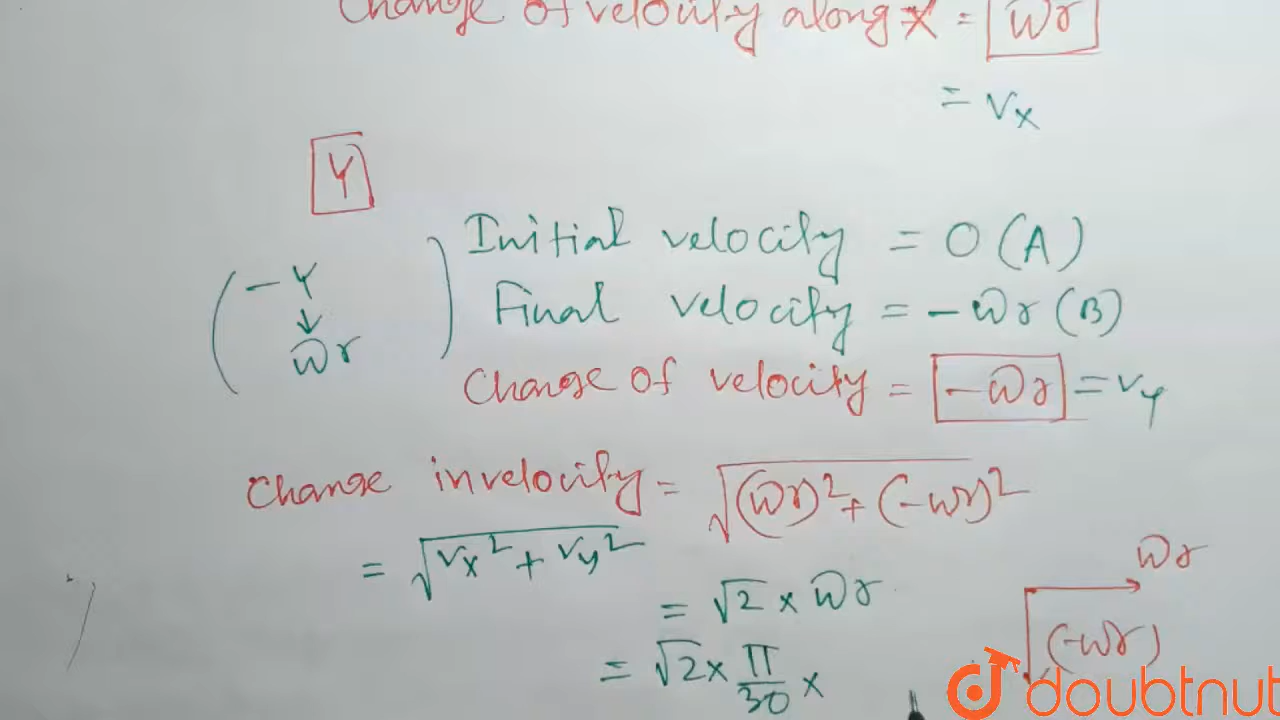 Change of velocity along X = ωr
= Vx
Y
Initial velocity = 0 (A)
(-Y ↓ ωr) Final velocity = -ωr (B)
Change of velocity = -ωr = Vy
Change in velocity = √(ωr)² + (-ωr)²
= √Vx² + Vy²
= √2 × ωr
ωr
(-ωr)
= √2 × π/30 ×
doubtnut